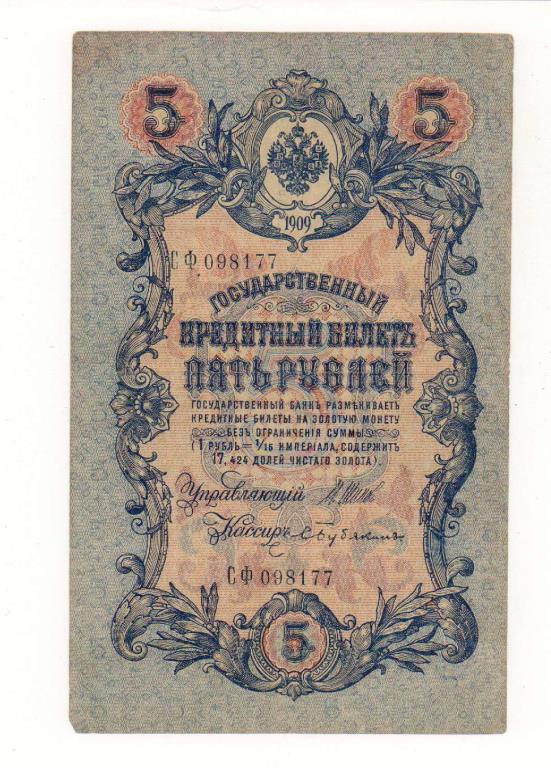 5 5
1909
СФ 098177
ГОСУДАРСТВЕННЫЙ
КРЕДИТНЫЙ БИЛЕТЪ
ПЯТЬ РУБЛЕЙ
ГОСУДАРСТВЕННЫЙ БАНКЪ РАЗМѢНИВАЕТЪ
КРЕДИТНЫЕ БИЛЕТЫ НА ЗОЛОТУЮ МОНЕТУ
БЕЗЪ ОГРАНИЧЕНІЯ СУММЫ
(1 РУБЛЬ = 1/15 ИМПЕРІАЛА, СОДЕРЖИТЪ
17,424 ДОЛЕЙ ЧИСТАГО ЗОЛОТА).
Управляющій
Кассиръ
СФ 098177
5